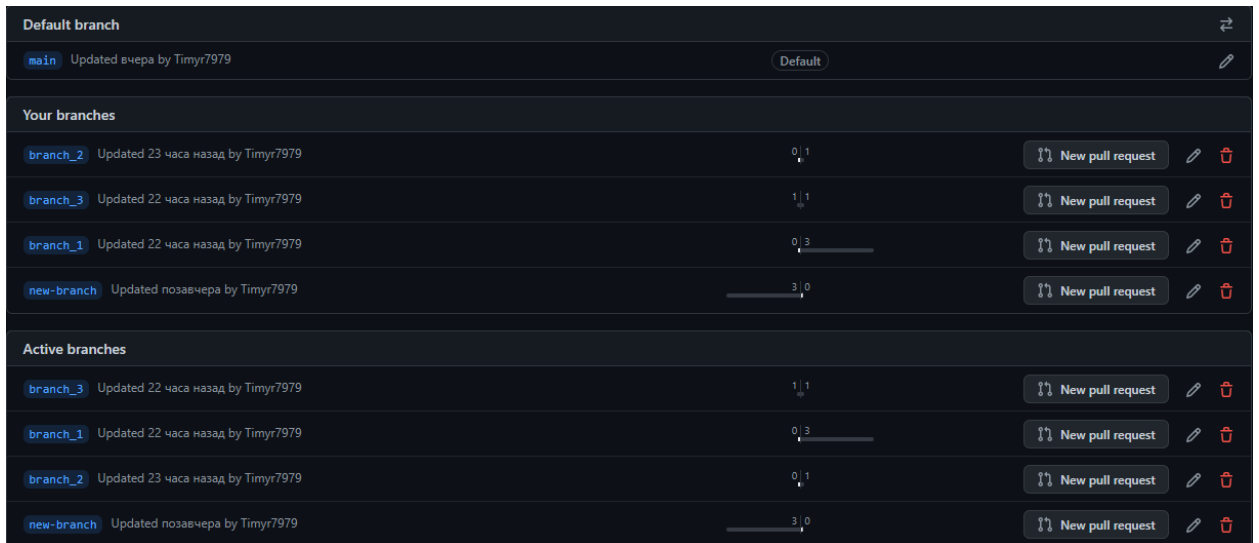 Default branch
main Updated вчера by Timyr7979 Default
Your branches
branch_2 Updated 23 часа назад by Timyr7979 0 1 New pull request
branch_3 Updated 22 часа назад by Timyr7979 1 1 New pull request
branch_1 Updated 22 часа назад by Timyr7979 0 3 New pull request
new-branch Updated позавчера by Timyr7979 3 0 New pull request
Active branches
branch_3 Updated 22 часа назад by Timyr7979 1 1 New pull request
branch_1 Updated 22 часа назад by Timyr7979 0 3 New pull request
branch_2 Updated 23 часа назад by Timyr7979 0 1 New pull request
new-branch Updated позавчера by Timyr7979 3 0 New pull request